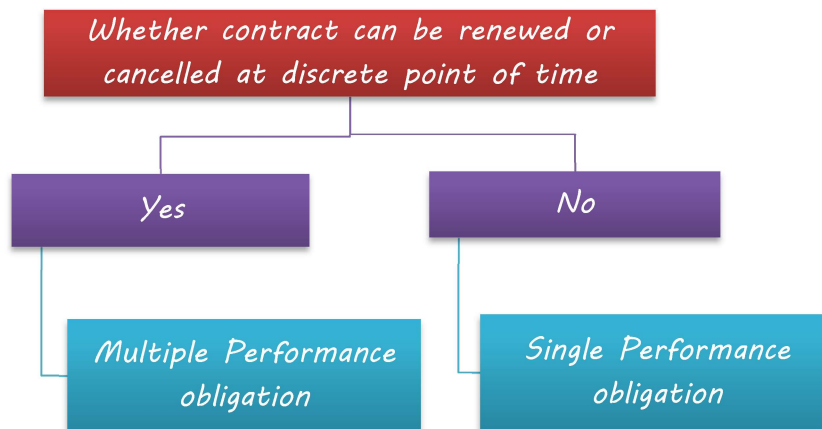 Whether contract can be renewed or
cancelled at discrete point of time
Yes
No
Multiple Performance
obligation
Single Performance
obligation